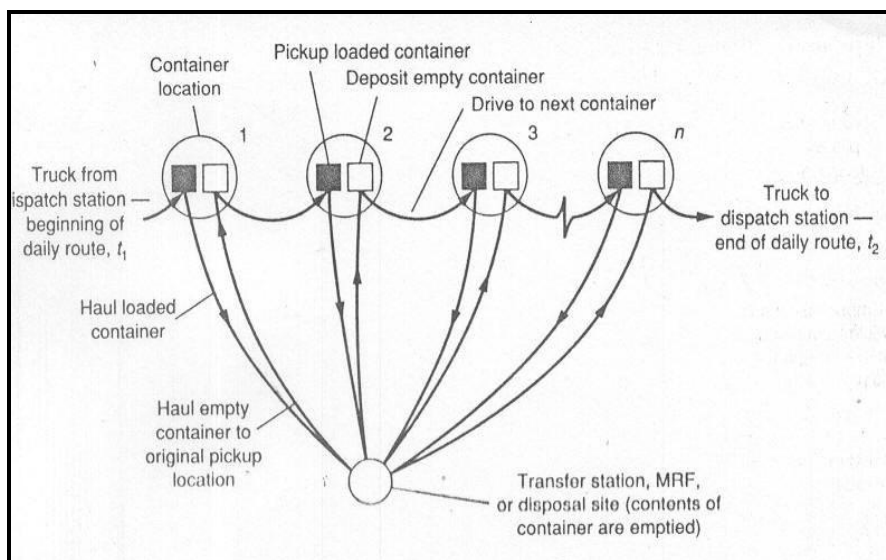 Container
location
Pickup loaded container
Deposit empty container
Drive to next container
1
2
3
n
Truck from
ispatch station —
beginning of
daily route, t1
Truck to
dispatch station —
end of daily route, t2
Haul loaded
container
Haul empty
container to
original pickup
location
Transfer station, MRF,
or disposal site (contents of
container are emptied)